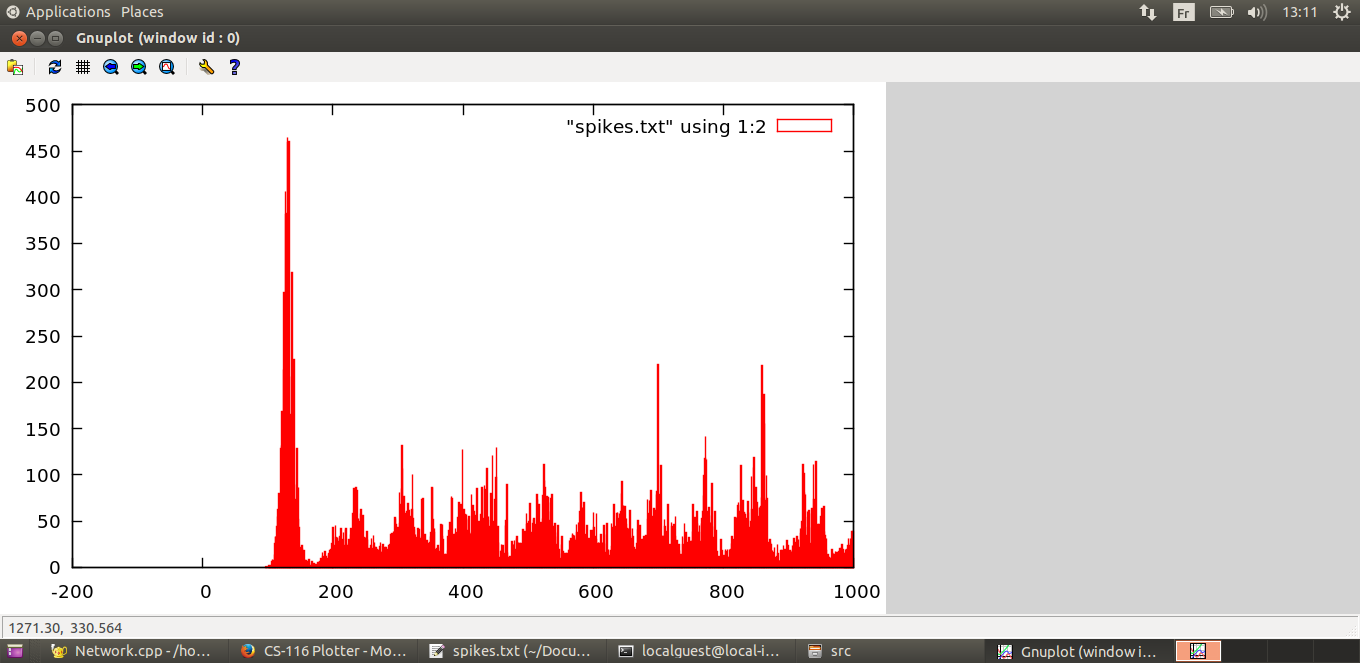 Applications Places Fr 13:11
Gnuplot (window id : 0)
?
500
"spikes.txt" using 1:2
450
400
350
300
250
200
150
100
50
0
-200 0 200 400 600 800 1000
1271.30, 330.564
Network.cpp - /ho... CS-116 Plotter - Mo... spikes.txt (~/Docu... localguest@local-i... src Gnuplot (window i...